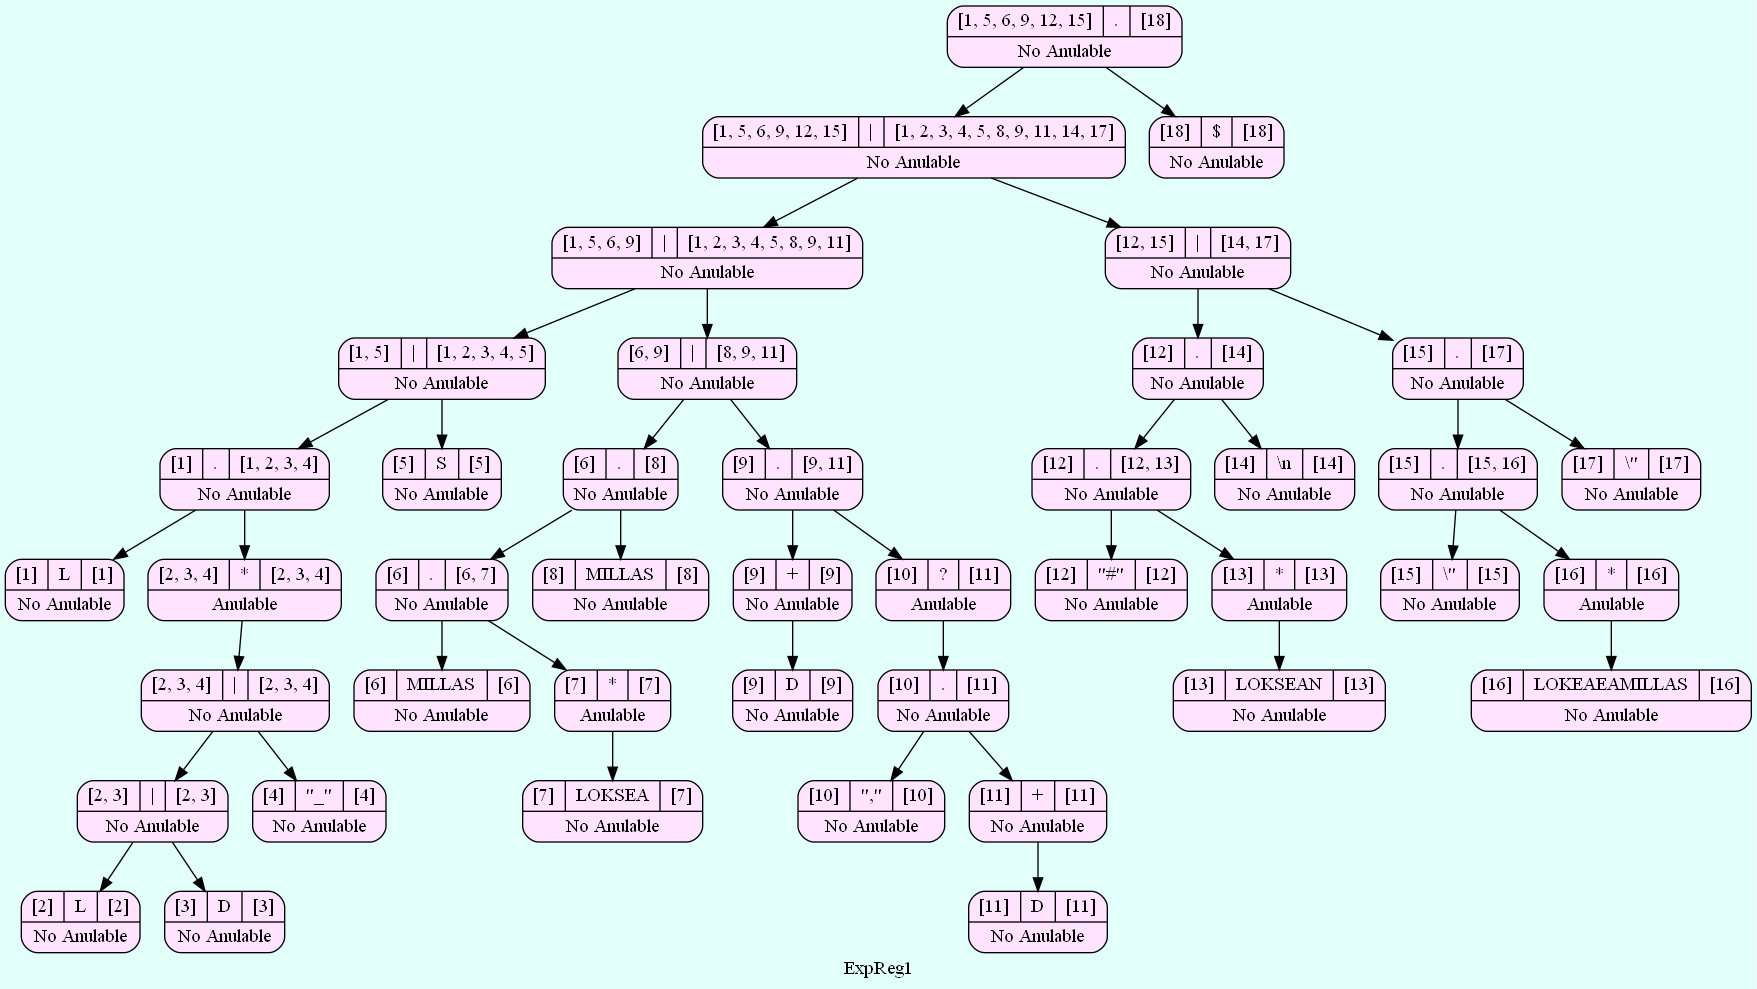 [1, 5, 6, 9, 12, 15] . [18]
No Anulable
[1, 5, 6, 9, 12, 15] | [1, 2, 3, 4, 5, 8, 9, 11, 14, 17]
No Anulable
[18] $ [18]
No Anulable
[1, 5, 6, 9] | [1, 2, 3, 4, 5, 8, 9, 11]
No Anulable
[12, 15] | [14, 17]
No Anulable
[1, 5] | [1, 2, 3, 4, 5]
No Anulable
[6, 9] | [8, 9, 11]
No Anulable
[12] . [14]
No Anulable
[15] . [17]
No Anulable
[1] . [1, 2, 3, 4]
No Anulable
[5] S [5]
No Anulable
[6] . [8]
No Anulable
[9] . [9, 11]
No Anulable
[12] . [12, 13]
No Anulable
[14] \n [14]
No Anulable
[15] . [15, 16]
No Anulable
[17] \" [17]
No Anulable
[1] L [1]
No Anulable
[2, 3, 4] * [2, 3, 4]
Anulable
[6] . [6, 7]
No Anulable
[8] MILLAS [8]
No Anulable
[9] + [9]
No Anulable
[10] ? [11]
Anulable
[12] "#" [12]
No Anulable
[13] * [13]
Anulable
[15] \" [15]
No Anulable
[16] * [16]
Anulable
[2, 3, 4] | [2, 3, 4]
No Anulable
[6] MILLAS [6]
No Anulable
[7] * [7]
Anulable
[9] D [9]
No Anulable
[10] . [11]
No Anulable
[13] LOKSEAN [13]
No Anulable
[16] LOKEAEAMILLAS [16]
No Anulable
[2, 3] | [2, 3]
No Anulable
[4] "_" [4]
No Anulable
[7] LOKSEA [7]
No Anulable
[10] "," [10]
No Anulable
[11] + [11]
No Anulable
[2] L [2]
No Anulable
[3] D [3]
No Anulable
[11] D [11]
No Anulable
ExpReg1